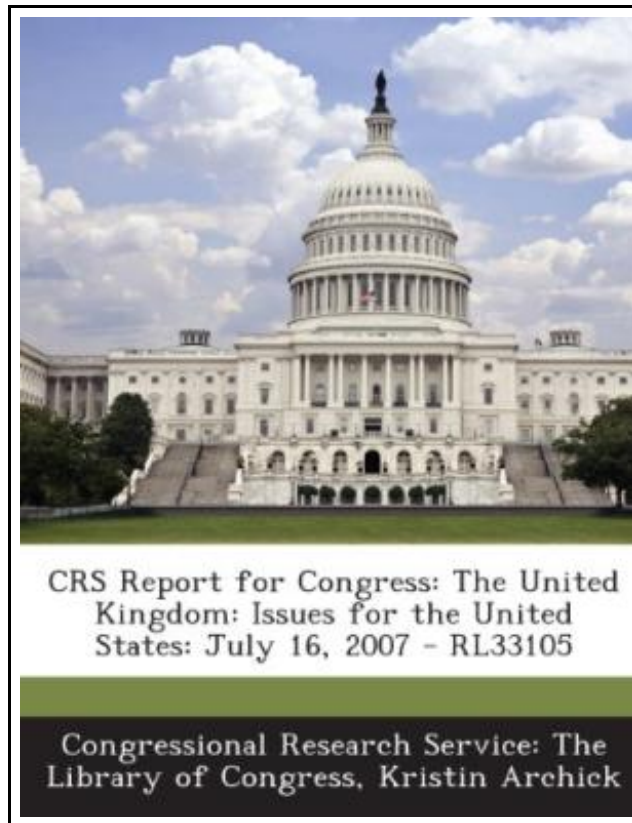 CRS Report for Congress: The United
Kingdom: Issues for the United
States: July 16, 2007 - RL33105
Congressional Research Service: The
Library of Congress, Kristin Archick